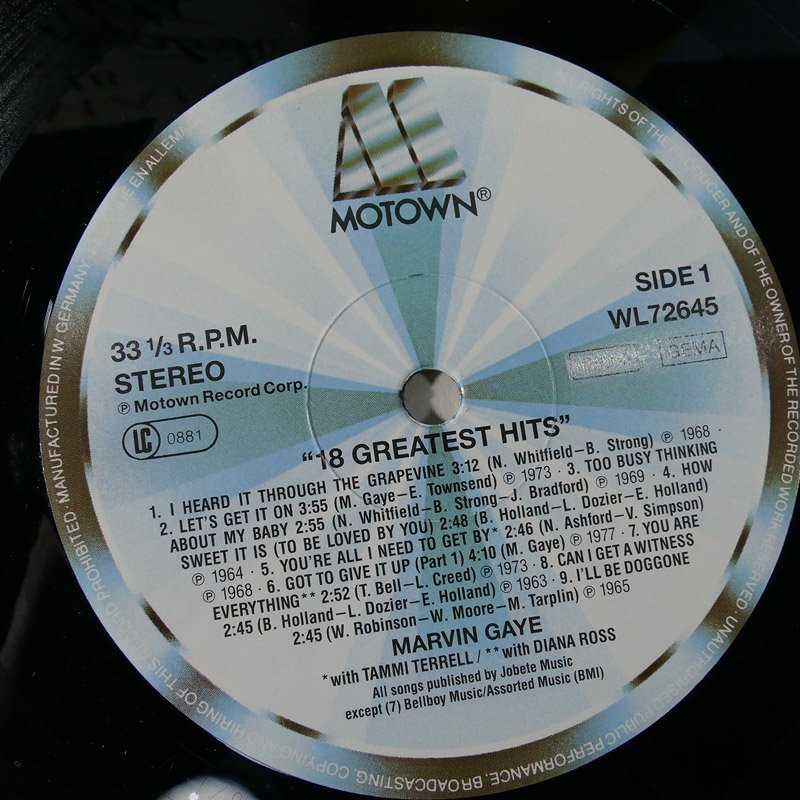 MOTOWN®
SIDE 1
WL72645
GEMA
33 1/3 R.P.M.
STEREO
℗ Motown Record Corp.
LC 0881
“18 GREATEST HITS”
1. I HEARD IT THROUGH THE GRAPEVINE 3:12 (N. Whitfield–B. Strong) ℗ 1968 ·
2. LET'S GET IT ON 3:55 (M. Gaye–E. Townsend) ℗ 1973 · 3. TOO BUSY THINKING
ABOUT MY BABY 2:55 (N. Whitfield–B. Strong–J. Bradford) ℗ 1969 · 4. HOW
SWEET IT IS (TO BE LOVED BY YOU) 2:48 (B. Holland–L. Dozier–E. Holland)
℗ 1964 · 5. YOU'RE ALL I NEED TO GET BY* 2:46 (N. Ashford–V. Simpson)
℗ 1968 · 6. GOT TO GIVE IT UP (Part 1) 4:10 (M. Gaye) ℗ 1977 · 7. YOU ARE
EVERYTHING** 2:52 (T. Bell–L. Creed) ℗ 1973 · 8. CAN I GET A WITNESS
2:45 (B. Holland–L. Dozier–E. Holland) ℗ 1963 · 9. I'LL BE DOGGONE
2:45 (W. Robinson–W. Moore–M. Tarplin) ℗ 1965
MARVIN GAYE
*with TAMMI TERRELL / **with DIANA ROSS
All songs published by Jobete Music
except (7) Bellboy Music/Assorted Music (BMI)
ALL RIGHTS OF THE PRODUCER AND OF THE OWNER OF THE RECORDED WORK RESERVED · UNAUTHORISED PUBLIC PERFORMANCE, BROADCASTING, COPYING AND HIRING OF THIS RECORD PROHIBITED · MANUFACTURED IN W. GERMANY ·